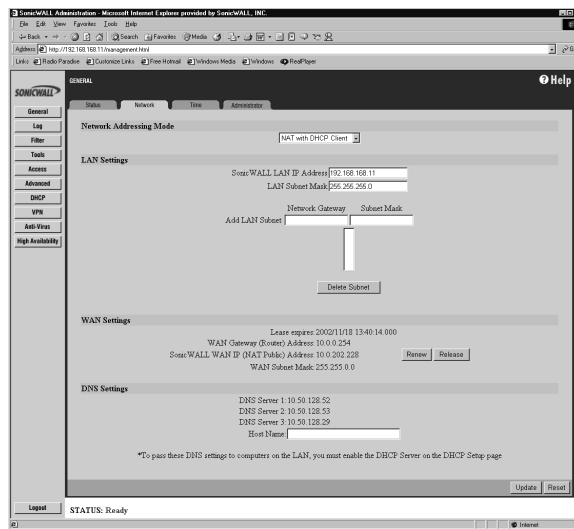 SonicWALL Administration - Microsoft Internet Explorer provided by SonicWALL, INC.
File Edit View Favorites Tools Help
Back Search Favorites Media
Address http://192.168.168.11/management.html
Links Radio Paradise Customize Links Free Hotmail Windows Media Windows RealPlayer
SONICWALL
GENERAL
Help
Status Network Time Administrator
General
Log
Filter
Tools
Access
Advanced
DHCP
VPN
Anti-Virus
High Availability
Network Addressing Mode
NAT with DHCP Client
LAN Settings
SonicWALL LAN IP Address 192.168.168.11
LAN Subnet Mask 255.255.255.0
Network Gateway Subnet Mask
Add LAN Subnet
Delete Subnet
WAN Settings
Lease expires: 2002/11/18 13:40:14.000
WAN Gateway (Router) Address: 10.0.0.254
SonicWALL WAN IP (NAT Public) Address: 10.0.202.228 Renew Release
WAN Subnet Mask: 255.255.0.0
DNS Settings
DNS Server 1: 10.50.128.52
DNS Server 2: 10.50.128.53
DNS Server 3: 10.50.128.29
Host Name:
*To pass these DNS settings to computers on the LAN, you must enable the DHCP Server on the DHCP Setup page
Update Reset
Logout
STATUS: Ready
Internet